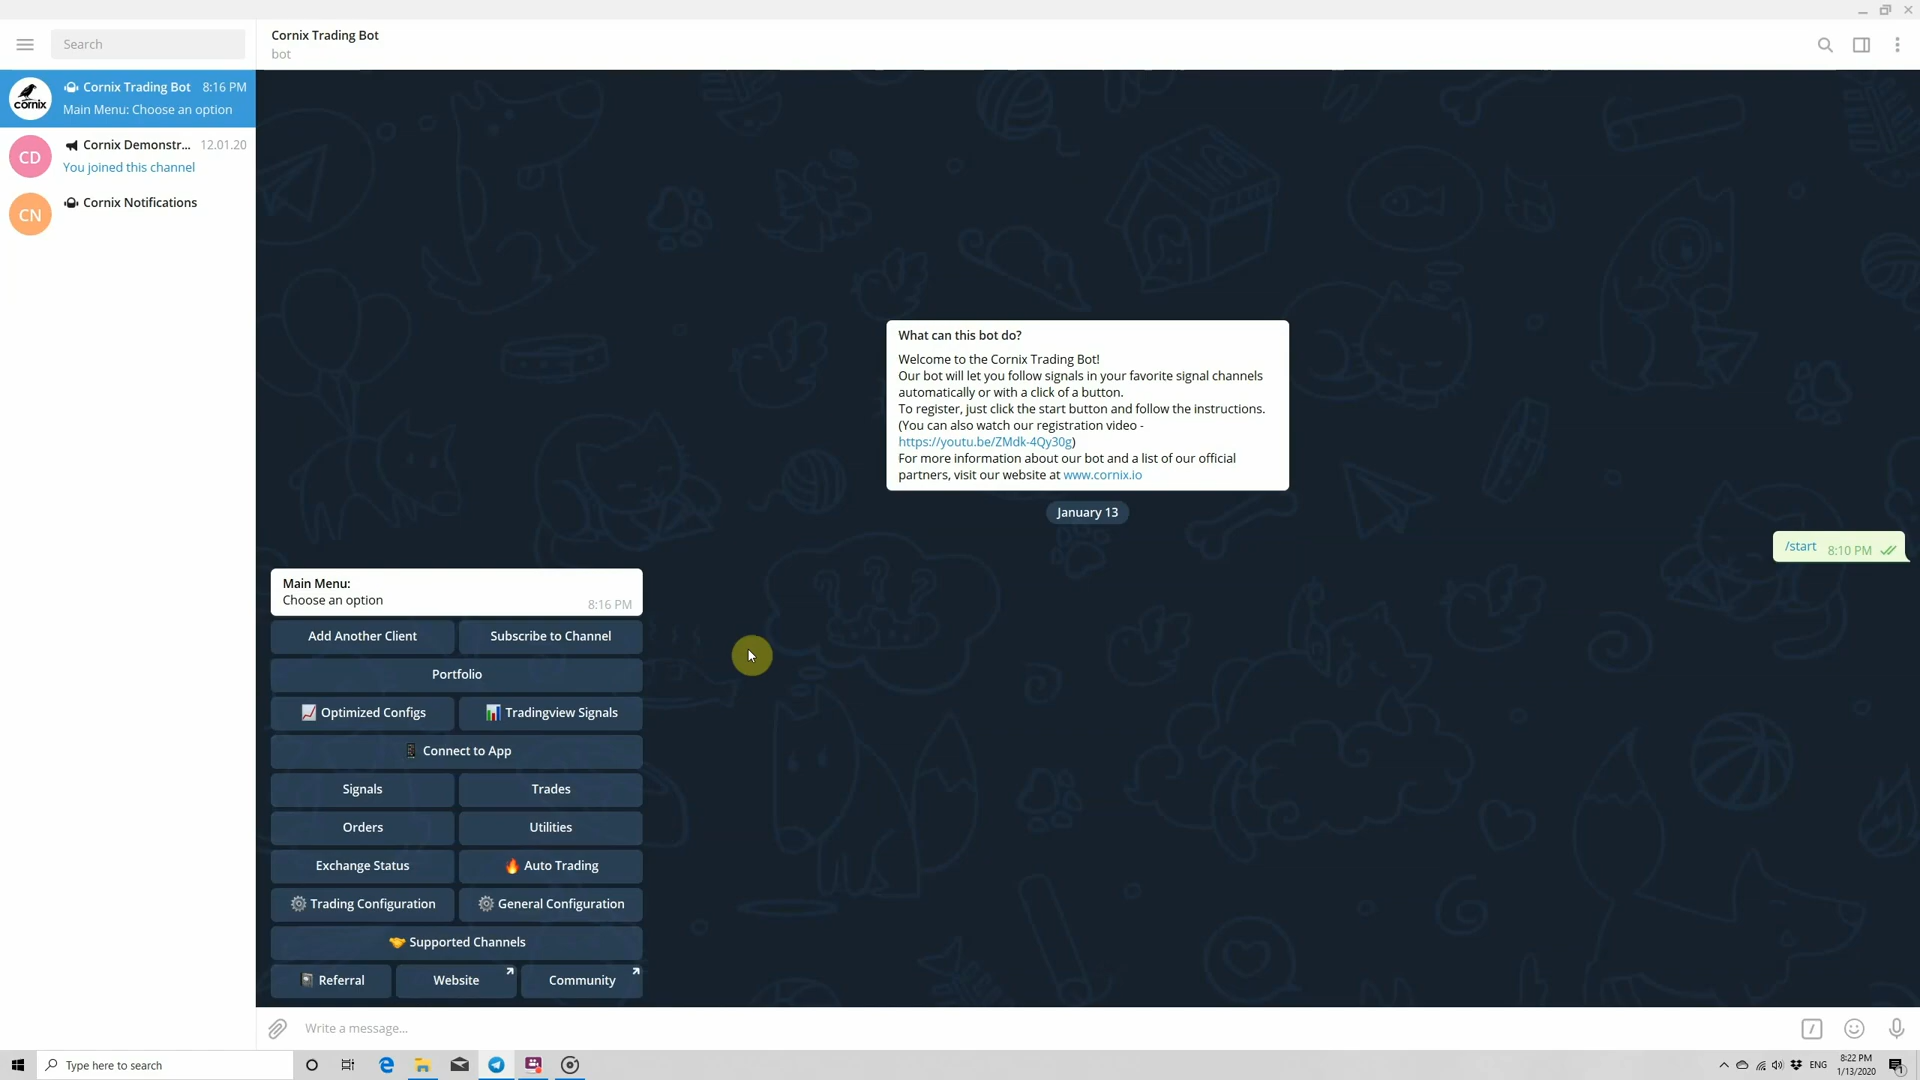 Search
Cornix Trading Bot
bot
cornix
Cornix Trading Bot 8:16 PM
Main Menu: Choose an option
CD
Cornix Demonstr... 12.01.20
You joined this channel
CN
Cornix Notifications
What can this bot do?
Welcome to the Cornix Trading Bot!
Our bot will let you follow signals in your favorite signal channels
automatically or with a click of a button.
To register, just click the start button and follow the instructions.
(You can also watch our registration video -
https://youtu.be/ZMdk-4Qy30g)
For more information about our bot and a list of our official
partners, visit our website at www.cornix.io
January 13
/start 8:10 PM
Main Menu:
Choose an option
8:16 PM
Add Another Client Subscribe to Channel
Portfolio
Optimized Configs Tradingview Signals
Connect to App
Signals Trades
Orders Utilities
Exchange Status Auto Trading
Trading Configuration General Configuration
Supported Channels
Referral Website Community
Write a message...
Type here to search
ENG
8:22 PM
1/13/2020